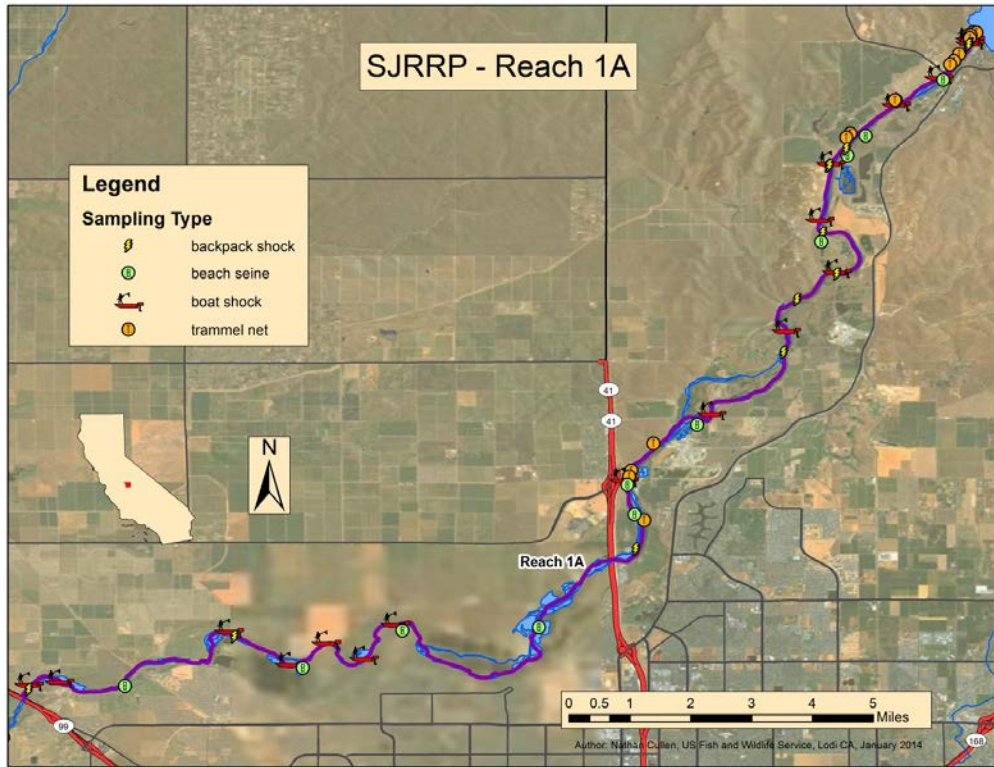 SJRRP - Reach 1A
Legend
Sampling Type
backpack shock
beach seine
boat shock
trammel net
41
41
N
Reach 1A
0 0.5 1 2 3 4 5
Miles
99
168
Author: Nathan Cullen, US Fish and Wildlife Service, Lodi CA, January 2014